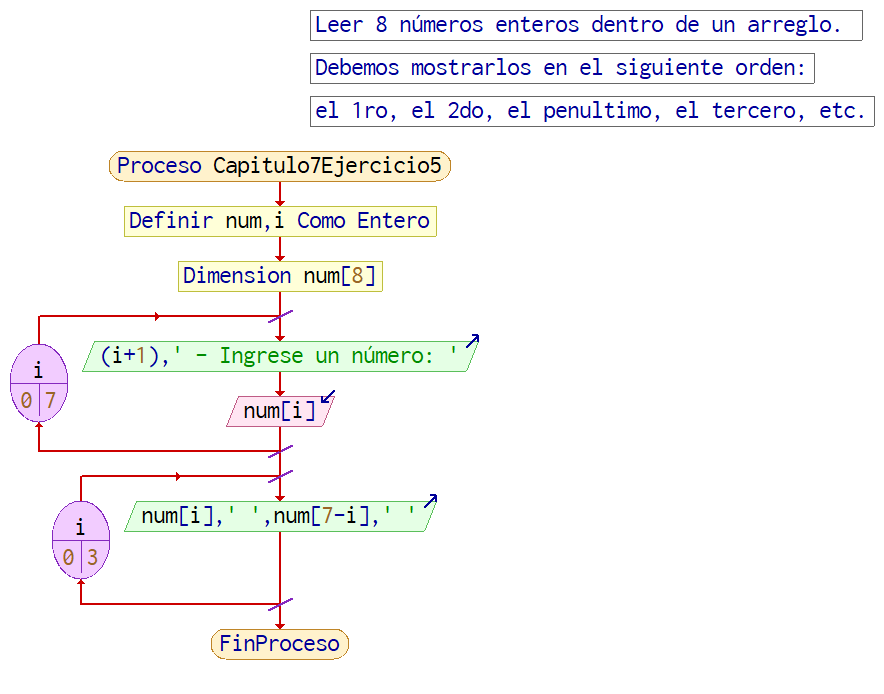 Leer 8 números enteros dentro de un arreglo.
Debemos mostrarlos en el siguiente orden:
el 1ro, el 2do, el penultimo, el tercero, etc.
Proceso Capitulo7Ejercicio5
Definir num,i Como Entero
Dimension num[8]
(i+1),' - Ingrese un número: '
i
0 7
num[i]
num[i],' ',num[7-i],' '
i
0 3
FinProceso